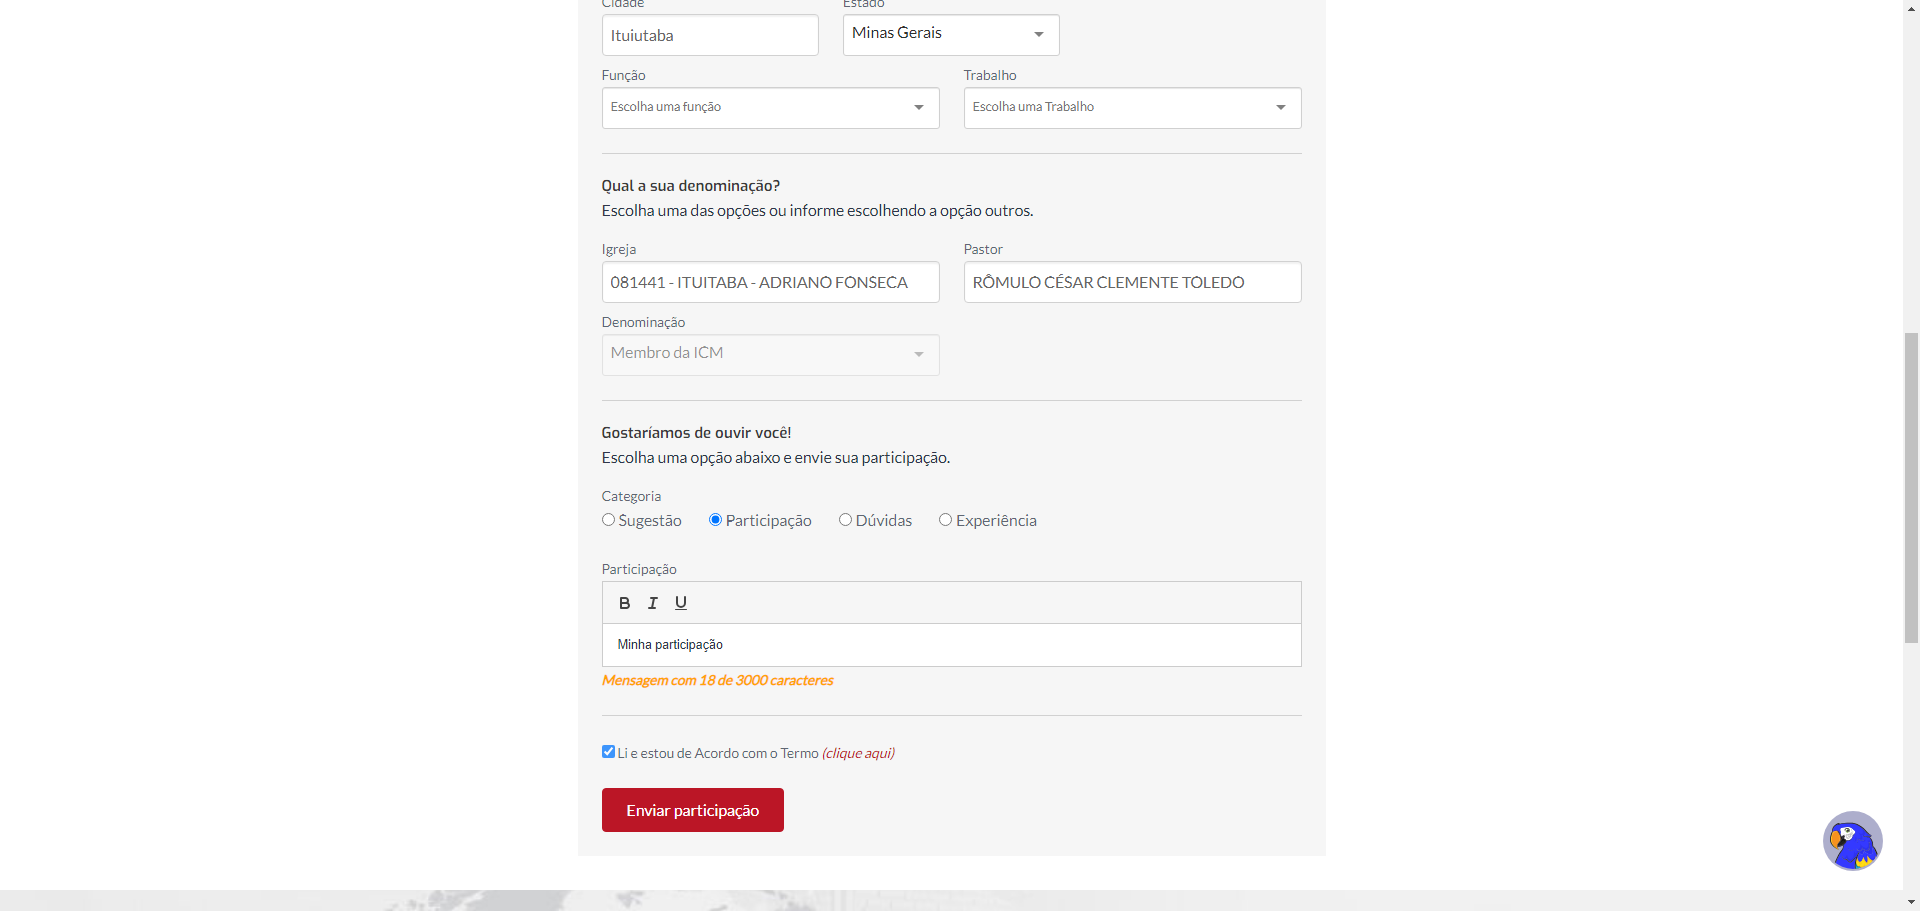 Cidade Estado
Ituiutaba Minas Gerais
Função Trabalho
Escolha uma função Escolha uma Trabalho
Qual a sua denominação?
Escolha uma das opções ou informe escolhendo a opção outros.
Igreja Pastor
081441 - ITUITABA - ADRIANO FONSECA RÔMULO CÉSAR CLEMENTE TOLEDO
Denominação
Membro da ICM
Gostaríamos de ouvir você!
Escolha uma opção abaixo e envie sua participação.
Categoria
Sugestão Participação Dúvidas Experiência
Participação
B I U
Minha participação
Mensagem com 18 de 3000 caracteres
Li e estou de Acordo com o Termo (clique aqui)
Enviar participação